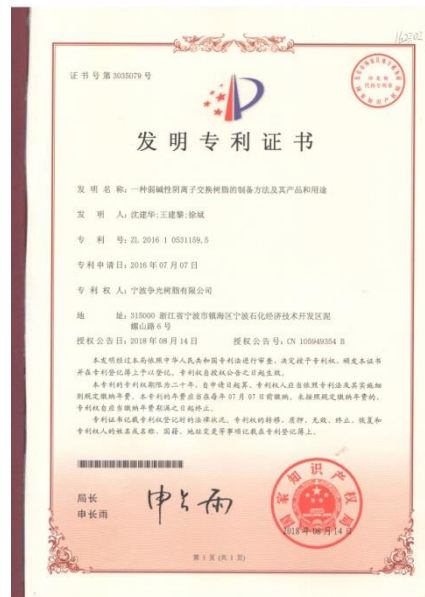 162302
证书号第3035079号
发明专利证书
发 明 名 称：一种弱碱性阴离子交换树脂的制备方法及其产品和用途
发 明 人：沈建华;王建黎;徐斌
专 利 号：ZL 2016 1 0531159.5
专利申请日：2016年07月07日
专 利 权 人：宁波争光树脂有限公司
地 址：315000 浙江省宁波市镇海区宁波石化经济技术开发区泥
螺山路6号
授权公告日：2018年08月14日 授权公告号：CN 105949354 B
本发明经过本局依照中华人民共和国专利法进行审查，决定授予专利权，颁发本证书
并在专利登记簿上予以登记。专利权自授权公告之日起生效。
本专利的专利权期限为二十年，自申请日起算。专利权人应当依照专利法及其实施细
则规定缴纳年费。本专利的年费应当在每年07月07日前缴纳。未按照规定缴纳年费的，
专利权自应当缴纳年费期满之日起终止。
专利证书记载专利权登记时的法律状况。专利权的转移、质押、无效、终止、恢复和
专利权人的姓名或名称、国籍、地址变更等事项记载在专利登记簿上。
局长
申长雨
申长雨
国家知识产权局
2018年08月14日
第 1 页 (共 1 页)